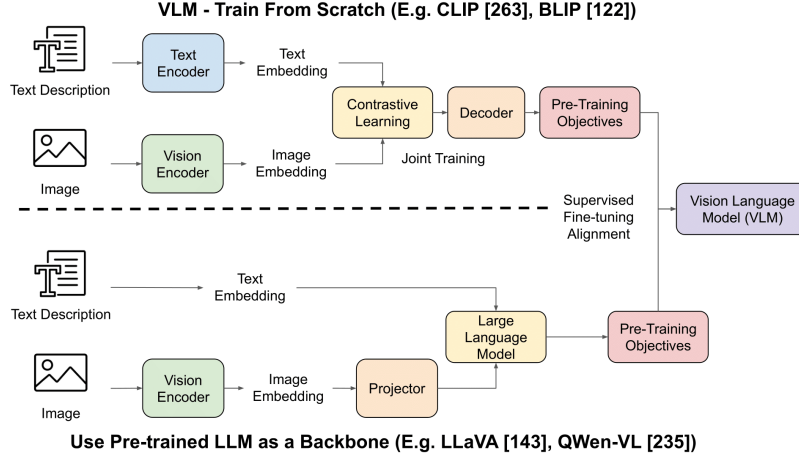 VLM - Train From Scratch (E.g. CLIP [263], BLIP [122])
Text Description
Text
Encoder
Text
Embedding
Contrastive
Learning
Decoder
Pre-Training
Objectives
Image
Vision
Encoder
Image
Embedding
Joint Training
Supervised
Fine-tuning
Alignment
Vision Language
Model (VLM)
Text Description
Text
Embedding
Large
Language
Model
Pre-Training
Objectives
Image
Vision
Encoder
Image
Embedding
Projector
Use Pre-trained LLM as a Backbone (E.g. LLaVA [143], QWen-VL [235])